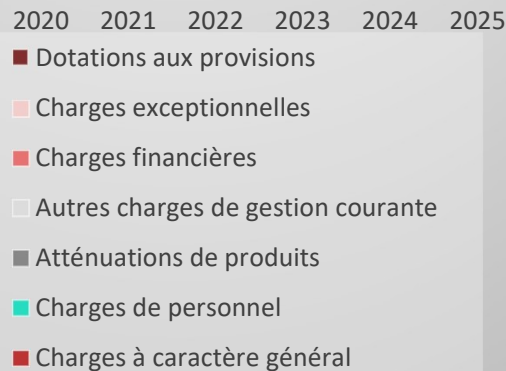 2020 2021 2022 2023 2024 2025
Dotations aux provisions
Charges exceptionnelles
Charges financières
Autres charges de gestion courante
Atténuations de produits
Charges de personnel
Charges à caractère général